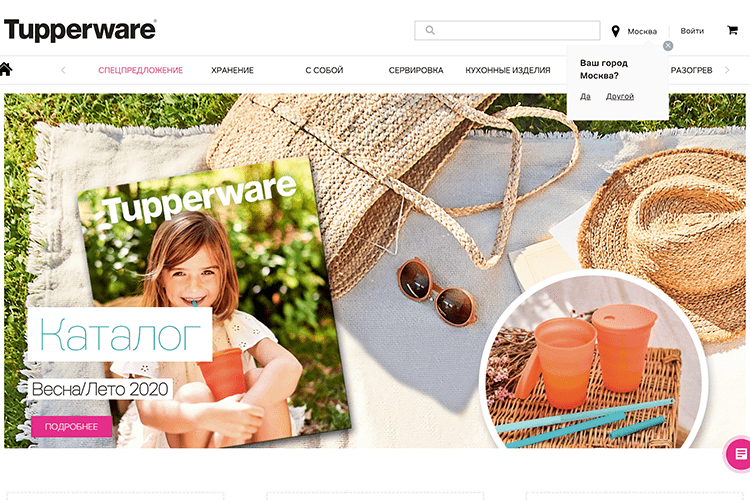 Tupperware®
Москва
Войти
Ваш город
Москва?
Да Другой
СПЕЦПРЕДЛОЖЕНИЕ ХРАНЕНИЕ С СОБОЙ СЕРВИРОВКА КУХОННЫЕ ИЗДЕЛИЯ РАЗОГРЕВ
Tupperware
Каталог
Весна/Лето 2020
ПОДРОБНЕЕ